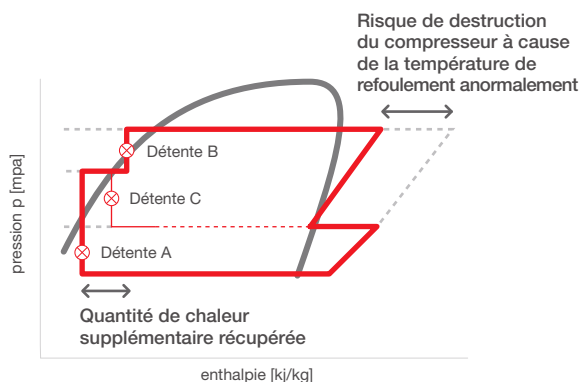 Risque de destruction
du compresseur à cause
de la température de
refoulement anormalement
Détente B
Détente C
Détente A
pression p [mpa]
Quantité de chaleur
supplémentaire récupérée
enthalpie [kj/kg]